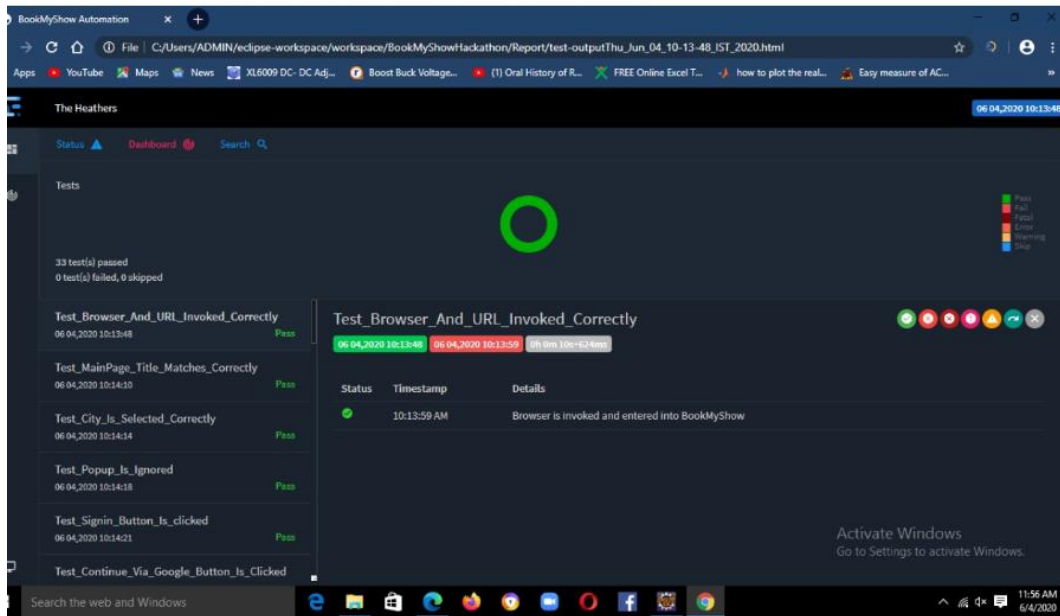 BookMyShow Automation
File | C:/Users/ADMIN/eclipse-workspace/workspace/BookMyShowHackathon/Report/test-outputThu_Jun_04_10-13-48_IST_2020.html
Apps YouTube Maps News XL6009 DC- DC Adj... Boost Buck Voltage... (1) Oral History of R... FREE Online Excel T... how to plot the real... Easy measure of AC... »
The Heathers 06 04,2020 10:13:48
Status Dashboard Search
Tests
Pass
Fail
Fatal
Error
Warning
Skip
33 test(s) passed
0 test(s) failed, 0 skipped
Test_Browser_And_URL_Invoked_Correctly
06 04,2020 10:13:48 Pass
Test_MainPage_Title_Matches_Correctly
06 04,2020 10:14:10 Pass
Test_City_Is_Selected_Correctly
06 04,2020 10:14:14 Pass
Test_Popup_Is_Ignored
06 04,2020 10:14:18 Pass
Test_Signin_Button_Is_clicked
06 04,2020 10:14:21 Pass
Test_Continue_Via_Google_Button_Is_Clicked
Test_Browser_And_URL_Invoked_Correctly
06 04,2020 10:13:48 06 04,2020 10:13:59 0h 0m 10s+624ms
Status Timestamp Details
10:13:59 AM Browser is invoked and entered into BookMyShow
Activate Windows
Go to Settings to activate Windows.
Search the web and Windows
11:56 AM
6/4/2020